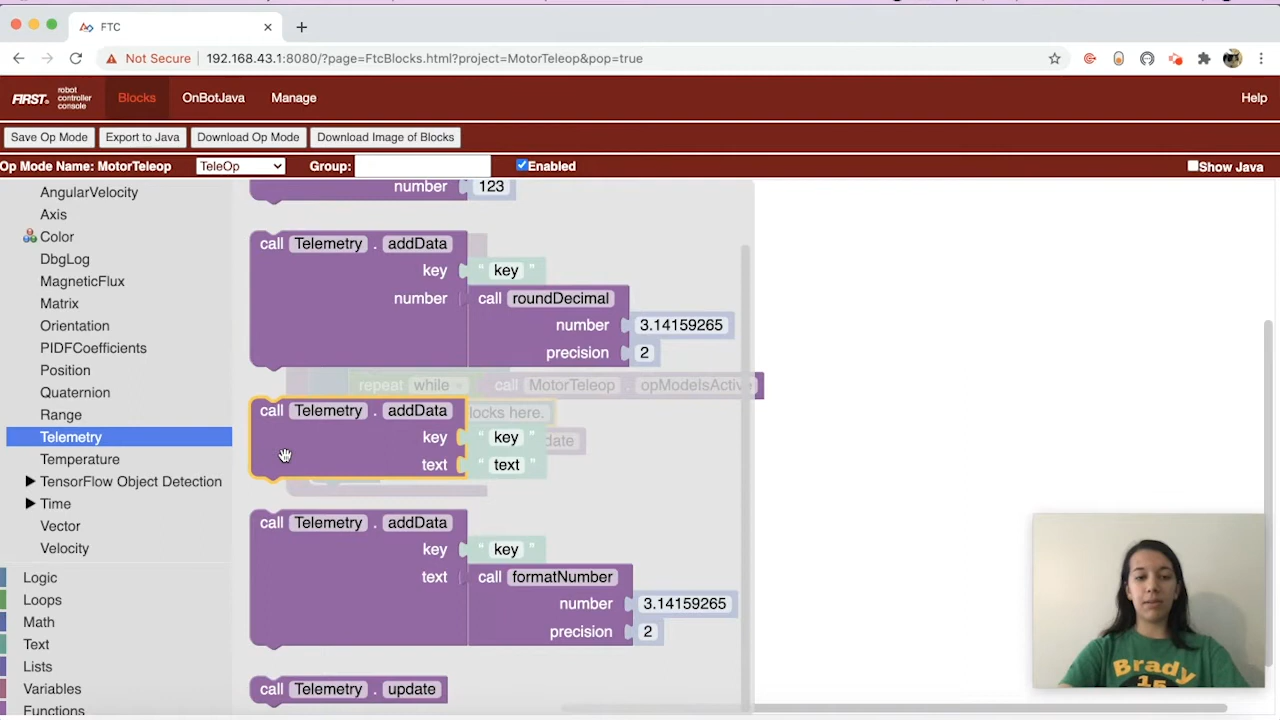 FTC
Not Secure
192.168.43.1:8080/?page=FtcBlocks.html?project=MotorTeleop&pop=true
FIRST. robot controller console
Blocks
OnBotJava
Manage
Help
Save Op Mode
Export to Java
Download Op Mode
Download Image of Blocks
Op Mode Name: MotorTeleop
TeleOp
Group:
Enabled
Show Java
AngularVelocity
Axis
Color
DbgLog
MagneticFlux
Matrix
Orientation
PIDFCoefficients
Position
Quaternion
Range
Telemetry
Temperature
TensorFlow Object Detection
Time
Vector
Velocity
Logic
Loops
Math
Text
Lists
Variables
Functions
number 123
call Telemetry . addData
key “ key ”
number call roundDecimal
number 3.14159265
precision 2
repeat while call MotorTeleop . opModeIsActive
call Telemetry . addData
locks here.
key “ key ”
date
text “ text ”
call Telemetry . addData
key “ key ”
text call formatNumber
number 3.14159265
precision 2
call Telemetry . update
Brady
15